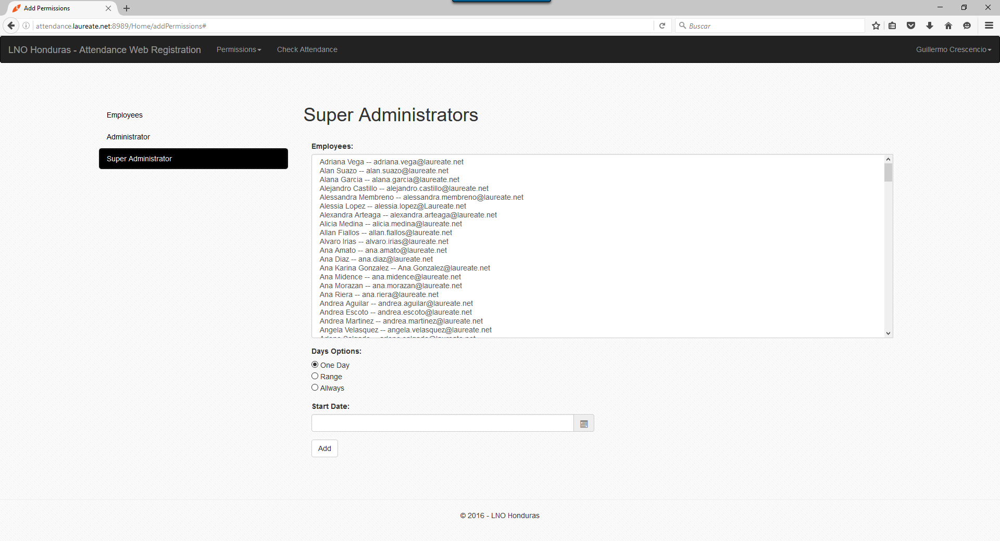 Add Permissions
attendance.laureate.net:8989/Home/addPermissions#
Buscar
LNO Honduras - Attendance Web Registration
Permissions
Check Attendance
Guillermo Crescencio
Employees
Administrator
Super Administrator
Super Administrators
Employees:
Adriana Vega -- adriana.vega@laureate.net
Alan Suazo -- alan.suazo@laureate.net
Alana Garcia -- alana.garcia@laureate.net
Alejandro Castillo -- alejandro.castillo@laureate.net
Alessandra Membreno -- alessandra.membreno@laureate.net
Alessia Lopez -- alessia.lopez@Laureate.net
Alexandra Arteaga -- alexandra.arteaga@laureate.net
Alicia Medina -- alicia.medina@laureate.net
Allan Fiallos -- allan.fiallos@laureate.net
Alvaro Irias -- alvaro.irias@laureate.net
Ana Amato -- ana.amato@laureate.net
Ana Diaz -- ana.diaz@laureate.net
Ana Karina Gonzalez -- Ana.Gonzalez@laureate.net
Ana Midence -- ana.midence@laureate.net
Ana Morazan -- ana.morazan@laureate.net
Ana Riera -- ana.riera@laureate.net
Andrea Aguilar -- andrea.aguilar@laureate.net
Andrea Escoto -- andrea.escoto@laureate.net
Andrea Martinez -- andrea.martinez@laureate.net
Angela Velasquez -- angela.velasquez@laureate.net
Days Options:
One Day
Range
Allways
Start Date:
Add
© 2016 - LNO Honduras